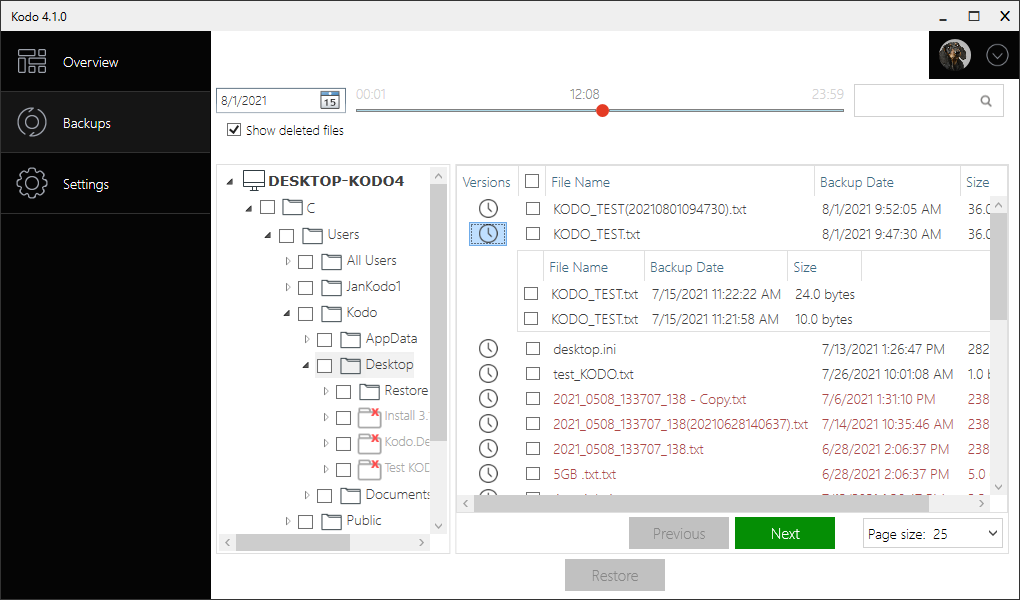 Kodo 4.1.0
Overview
Backups
Settings
8/1/2021 15
00:01 12:08 23:59
Show deleted files
DESKTOP-KODO4
C
Users
All Users
JanKodo1
Kodo
AppData
Desktop
Restore
Install 3.
Kodo.De
Test KOD
Documents
Public
Versions File Name Backup Date Size
KODO_TEST(20210801094730).txt 8/1/2021 9:52:05 AM 36.0
KODO_TEST.txt 8/1/2021 9:47:30 AM 36.0
File Name Backup Date Size
KODO_TEST.txt 7/15/2021 11:22:22 AM 24.0 bytes
KODO_TEST.txt 7/15/2021 11:21:58 AM 10.0 bytes
desktop.ini 7/13/2021 1:26:47 PM 282
test_KODO.txt 7/26/2021 10:01:08 AM 1.0
2021_0508_133707_138 - Copy.txt 7/6/2021 1:31:10 PM 238
2021_0508_133707_138(20210628140637).txt 7/14/2021 10:35:46 AM 238
2021_0508_133707_138.txt 6/28/2021 2:06:37 PM 238
5GB .txt.txt 6/28/2021 2:06:37 PM 5.0
Previous
Next
Page size: 25
Restore